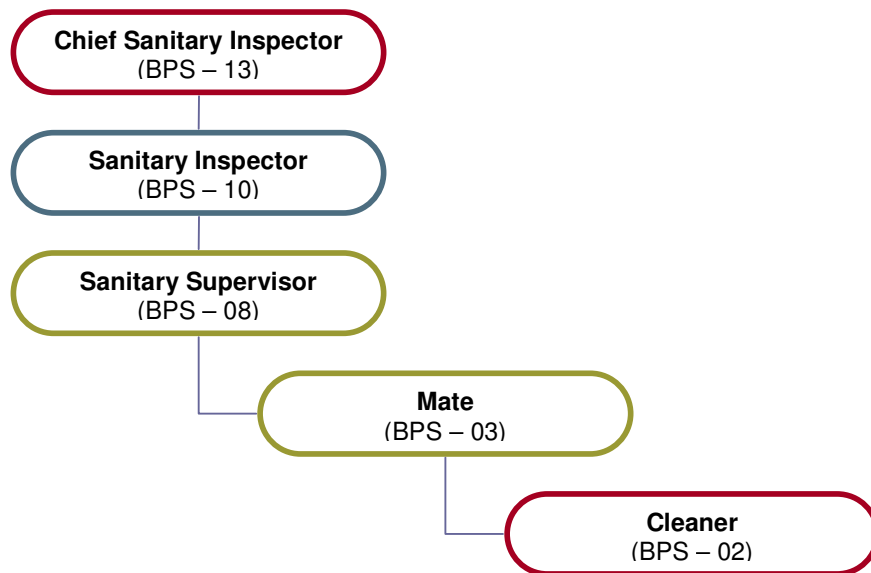 Chief Sanitary Inspector
(BPS – 13)
Sanitary Inspector
(BPS – 10)
Sanitary Supervisor
(BPS – 08)
Mate
(BPS – 03)
Cleaner
(BPS – 02)